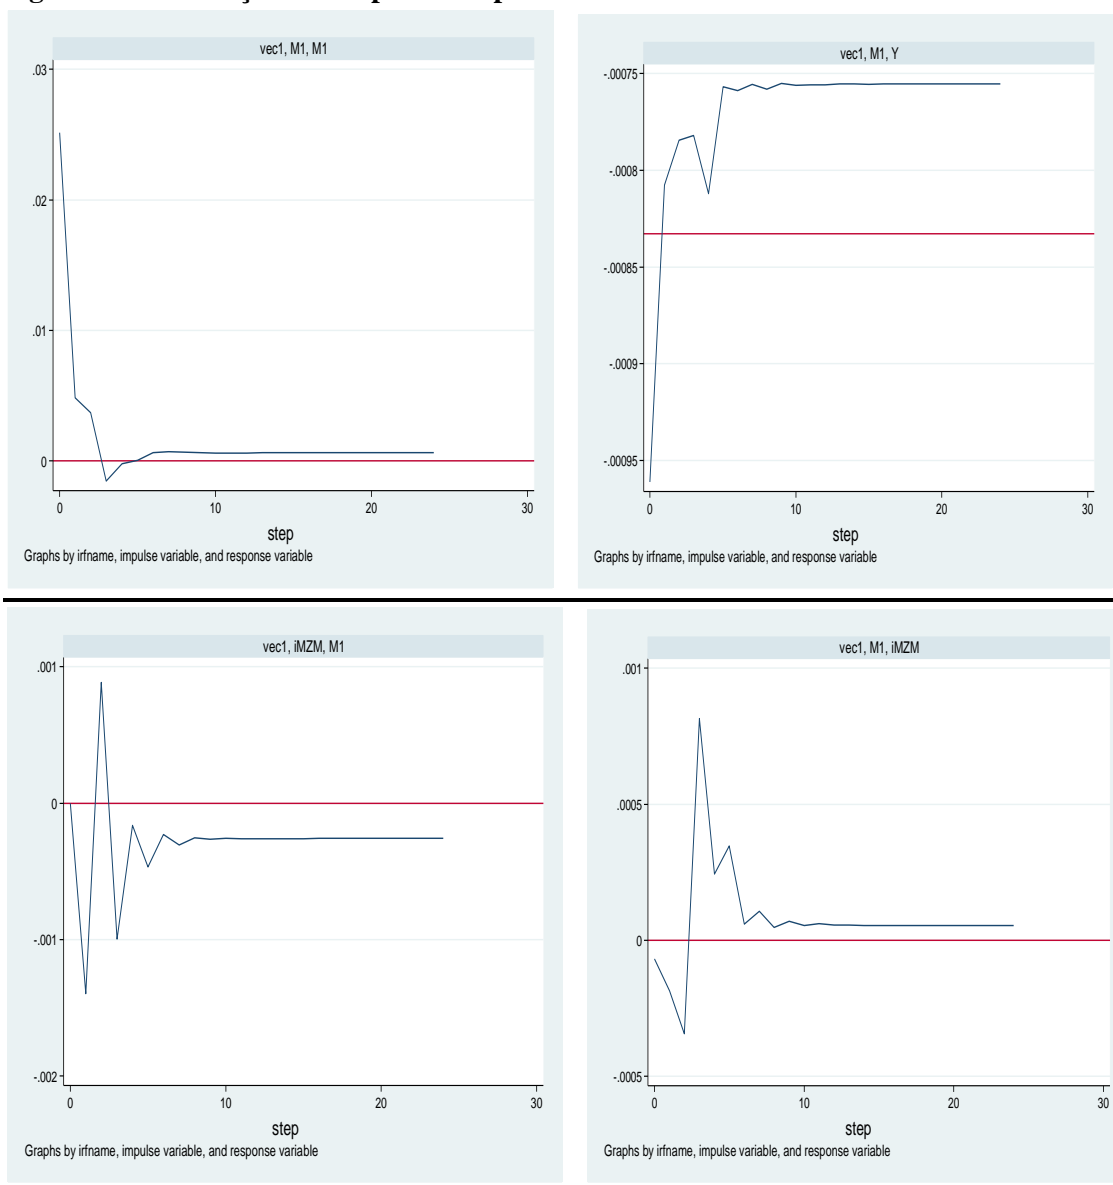 vec1, M1, M1
.03
.02
.01
0
0 10 20 30
step
Graphs by irfname, impulse variable, and response variable
vec1, M1, Y
-.00075
-.0008
-.00085
-.0009
-.00095
0 10 20 30
step
Graphs by irfname, impulse variable, and response variable
vec1, iMZM, M1
.001
0
-.001
-.002
0 10 20 30
step
Graphs by irfname, impulse variable, and response variable
vec1, M1, iMZM
.001
.0005
0
-.0005
0 10 20 30
step
Graphs by irfname, impulse variable, and response variable